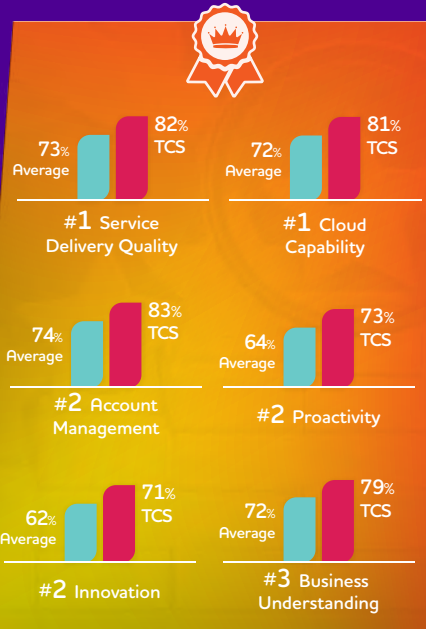 82%
TCS
73%
Average
#1 Service
Delivery Quality
81%
TCS
72%
Average
#1 Cloud
Capability
83%
TCS
74%
Average
#2 Account
Management
73%
TCS
64%
Average
#2 Proactivity
71%
TCS
62%
Average
#2 Innovation
79%
TCS
72%
Average
#3 Business
Understanding